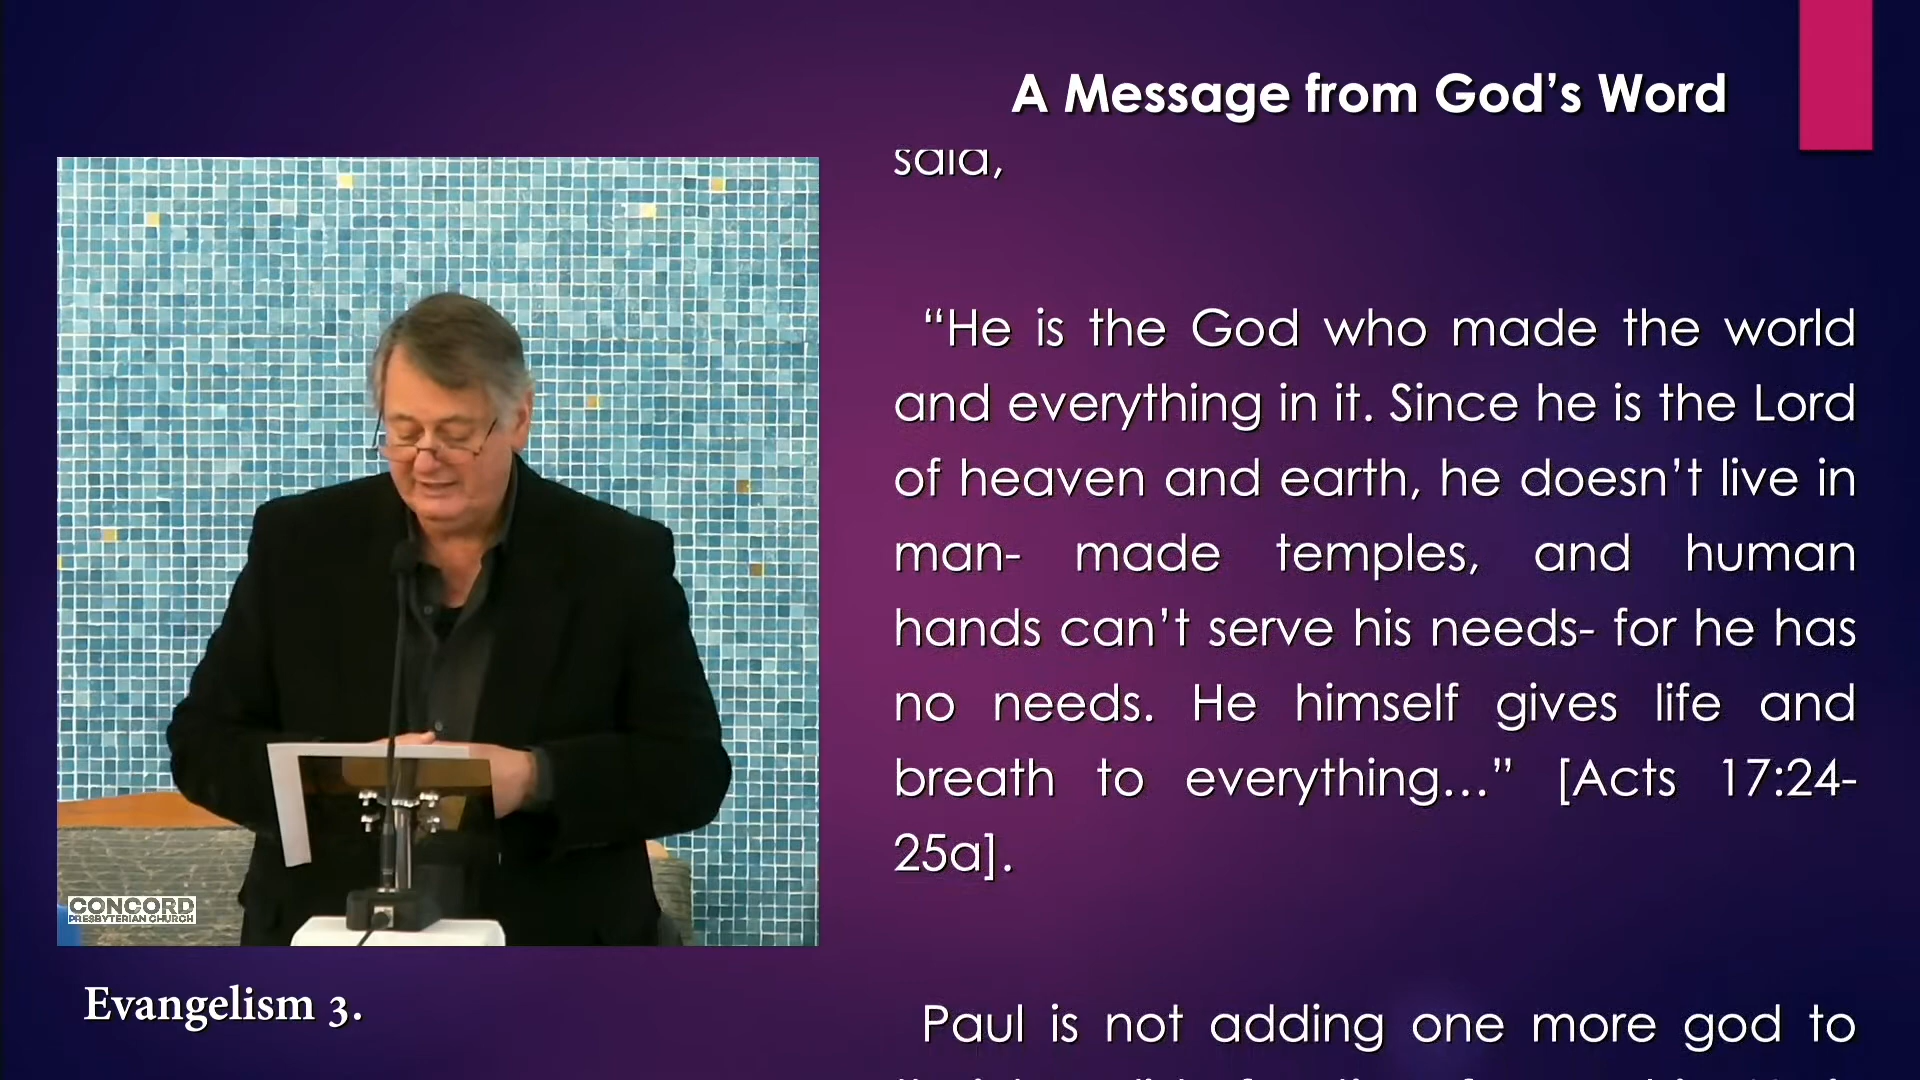 A Message from God’s Word
said,
“He is the God who made the world
and everything in it. Since he is the Lord
of heaven and earth, he doesn’t live in
man- made temples, and human
hands can’t serve his needs- for he has
no needs. He himself gives life and
breath to everything…” [Acts 17:24-
25a].
Paul is not adding one more god to
CONCORD
PRESBYTERIAN CHURCH
Evangelism 3.